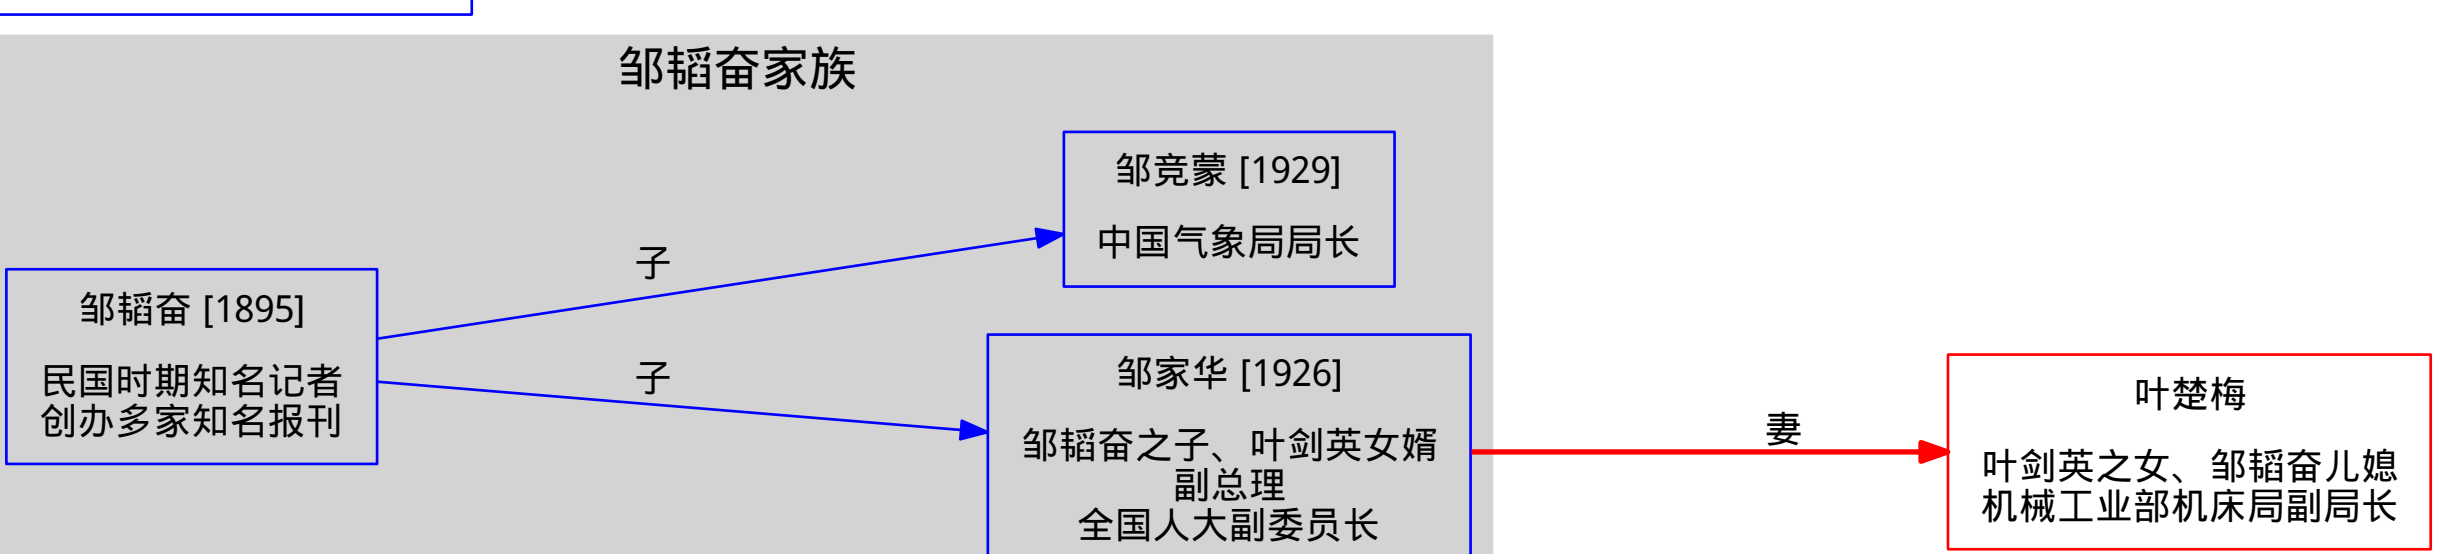 邹韬奋家族
邹竞蒙 [1929]
中国气象局局长
子
邹韬奋 [1895]
民国时期知名记者
创办多家知名报刊
子
邹家华 [1926]
邹韬奋之子、叶剑英女婿
副总理
全国人大副委员长
妻
叶楚梅
叶剑英之女、邹韬奋儿媳
机械工业部机床局副局长